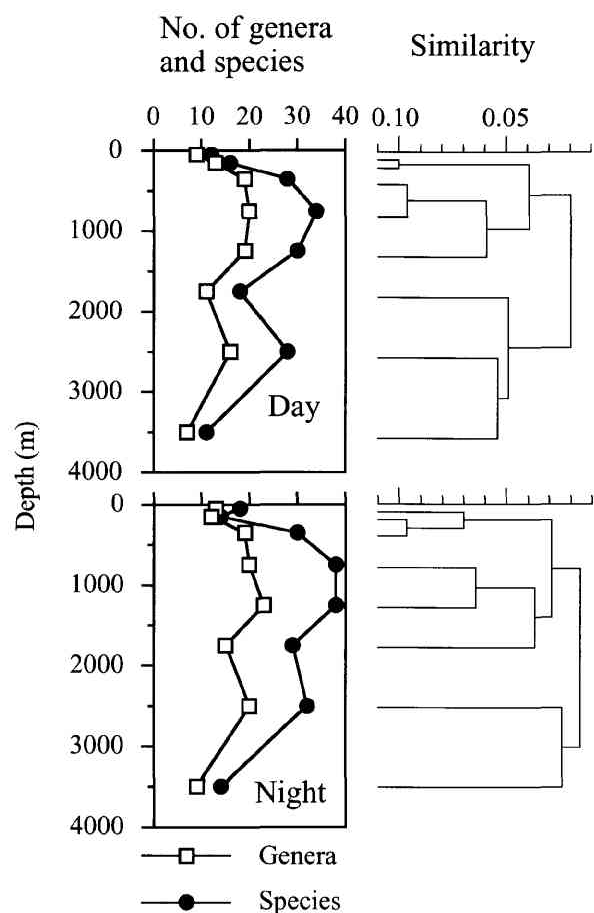 No. of genera
and species
Similarity
0 10 20 30 40
0.10 0.05
0
1000
2000
3000
4000
Day
Depth (m)
0
1000
2000
3000
4000
Night
Genera
Species